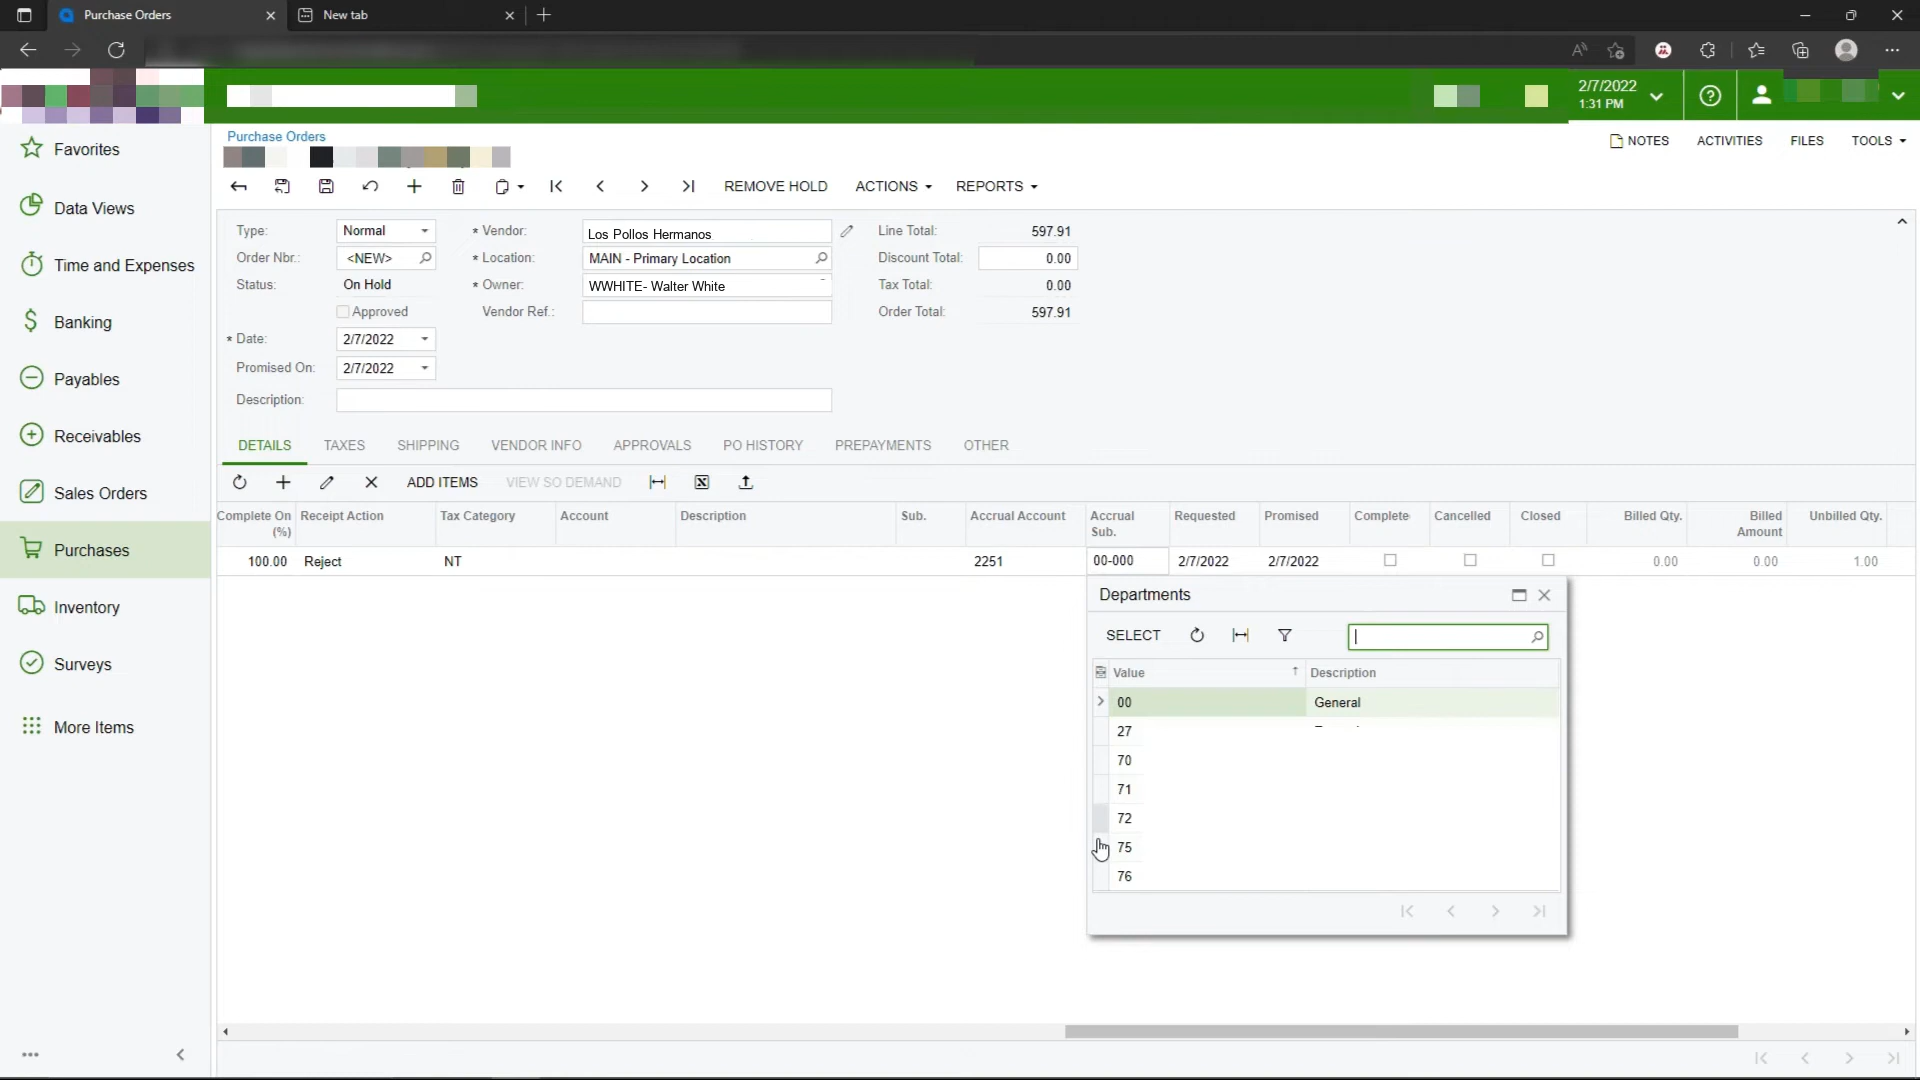 Purchase Orders
New tab
2/7/2022
1:31 PM
Favorites
Data Views
Time and Expenses
Banking
Payables
Receivables
Sales Orders
Purchases
Inventory
Surveys
More Items
Purchase Orders
NOTES ACTIVITIES FILES TOOLS
REMOVE HOLD ACTIONS REPORTS
Type: Normal * Vendor: Los Pollos Hermanos Line Total: 597.91
Order Nbr.: <NEW> * Location: MAIN - Primary Location Discount Total: 0.00
Status: On Hold * Owner: WWHITE- Walter White Tax Total: 0.00
Approved Vendor Ref.: Order Total: 597.91
* Date: 2/7/2022
Promised On: 2/7/2022
Description:
DETAILS TAXES SHIPPING VENDOR INFO APPROVALS PO HISTORY PREPAYMENTS OTHER
ADD ITEMS VIEW SO DEMAND
Complete On (%) Receipt Action Tax Category Account Description Sub. Accrual Account Accrual Sub. Requested Promised Complete Cancelled Closed Billed Qty. Billed Amount Unbilled Qty.
100.00 Reject NT 2251 00-000 2/7/2022 2/7/2022 0.00 0.00 1.00
Departments
SELECT
Value Description
00 General
27
70
71
72
75
76